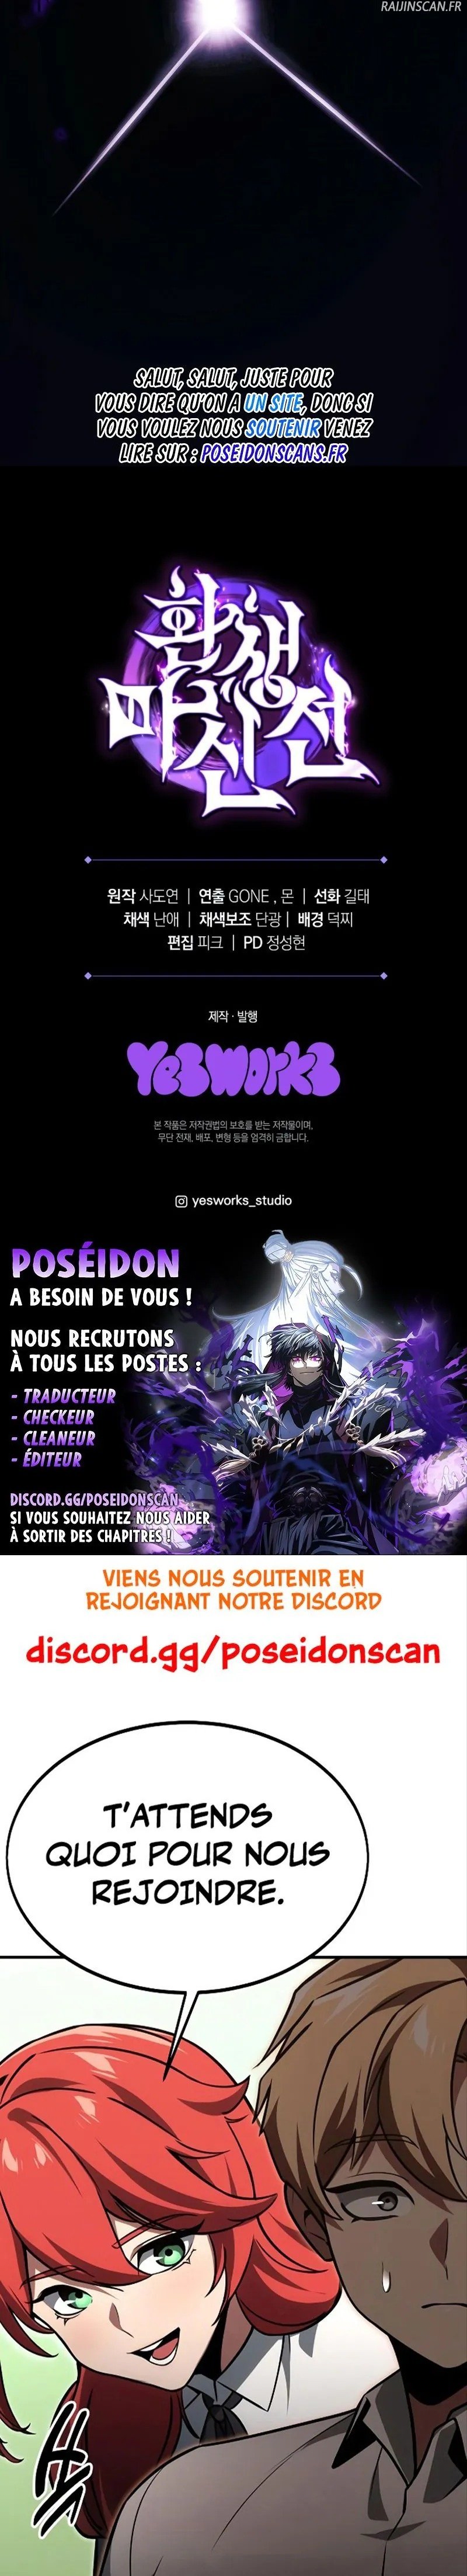 RAIJINSCAN.FR
SALUT, SALUT, JUSTE POUR
VOUS DIRE QU'ON A UN SITE, DONC SI
VOUS VOULEZ NOUS SOUTENIR VENEZ
LIRE SUR : POSEIDONSCANS.FR
환생
마신전
원작 사도연 | 연출 GONE , 몬 | 선화 길태
채색 난애 | 채색보조 단광 | 배경 덕찌
편집 피크 | PD 정성현
제작 · 발행
YESWORKS
본 작품은 저작권법의 보호를 받는 저작물이며,
무단 전재, 배포, 변형 등을 엄격히 금합니다.
yesworks_studio
POSÉIDON
A BESOIN DE VOUS !
NOUS RECRUTONS
À TOUS LES POSTES :
- TRADUCTEUR
- CHECKEUR
- CLEANEUR
- ÉDITEUR
DISCORD.GG/POSEIDONSCAN
SI VOUS SOUHAITEZ NOUS AIDER
À SORTIR DES CHAPITRES !
VIENS NOUS SOUTENIR EN
REJOIGNANT NOTRE DISCORD
discord.gg/poseidonscan
T'ATTENDS
QUOI POUR NOUS
REJOINDRE.